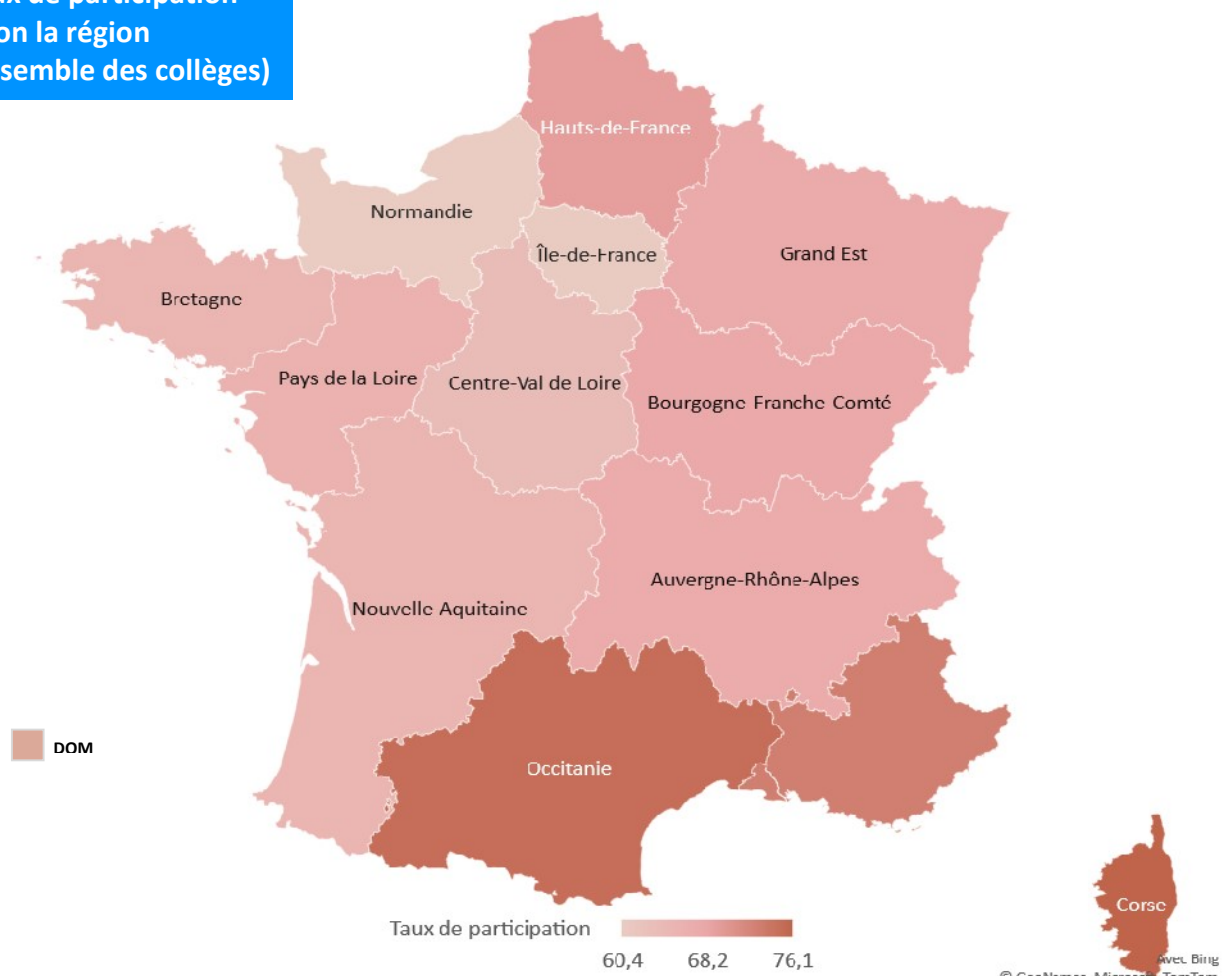 on la région
semble des collèges)
Hauts-de-France
Normandie
Île-de-France
Grand Est
Bretagne
Pays de la Loire
Centre-Val de Loire
Bourgogne Franche Comté
Auvergne-Rhône-Alpes
Nouvelle Aquitaine
DOM
Occitanie
Corse
Taux de participation
60,4 68,2 76,1
Avec Bing